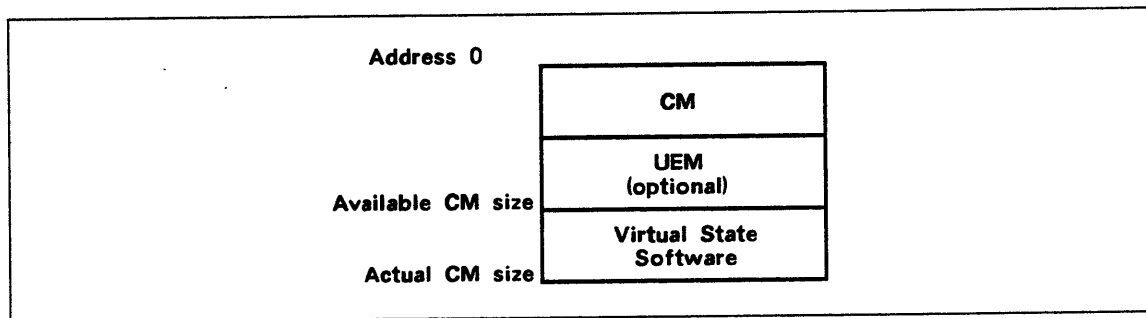 Address 0
CM
UEM
(optional)
Available CM size
Virtual State
Software
Actual CM size